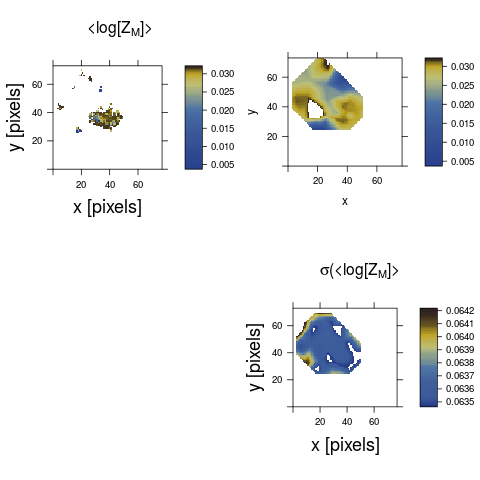 <log[Z_M]>
60
40
20
20 40 60
x [pixels]
y [pixels]
0.030
0.025
0.020
0.015
0.010
0.005
60
40
20
20 40 60
x
y
0.030
0.025
0.020
0.015
0.010
0.005
σ(<log[Z_M]>
60
40
20
20 40 60
x [pixels]
y [pixels]
0.0642
0.0641
0.0640
0.0639
0.0638
0.0637
0.0636
0.0635